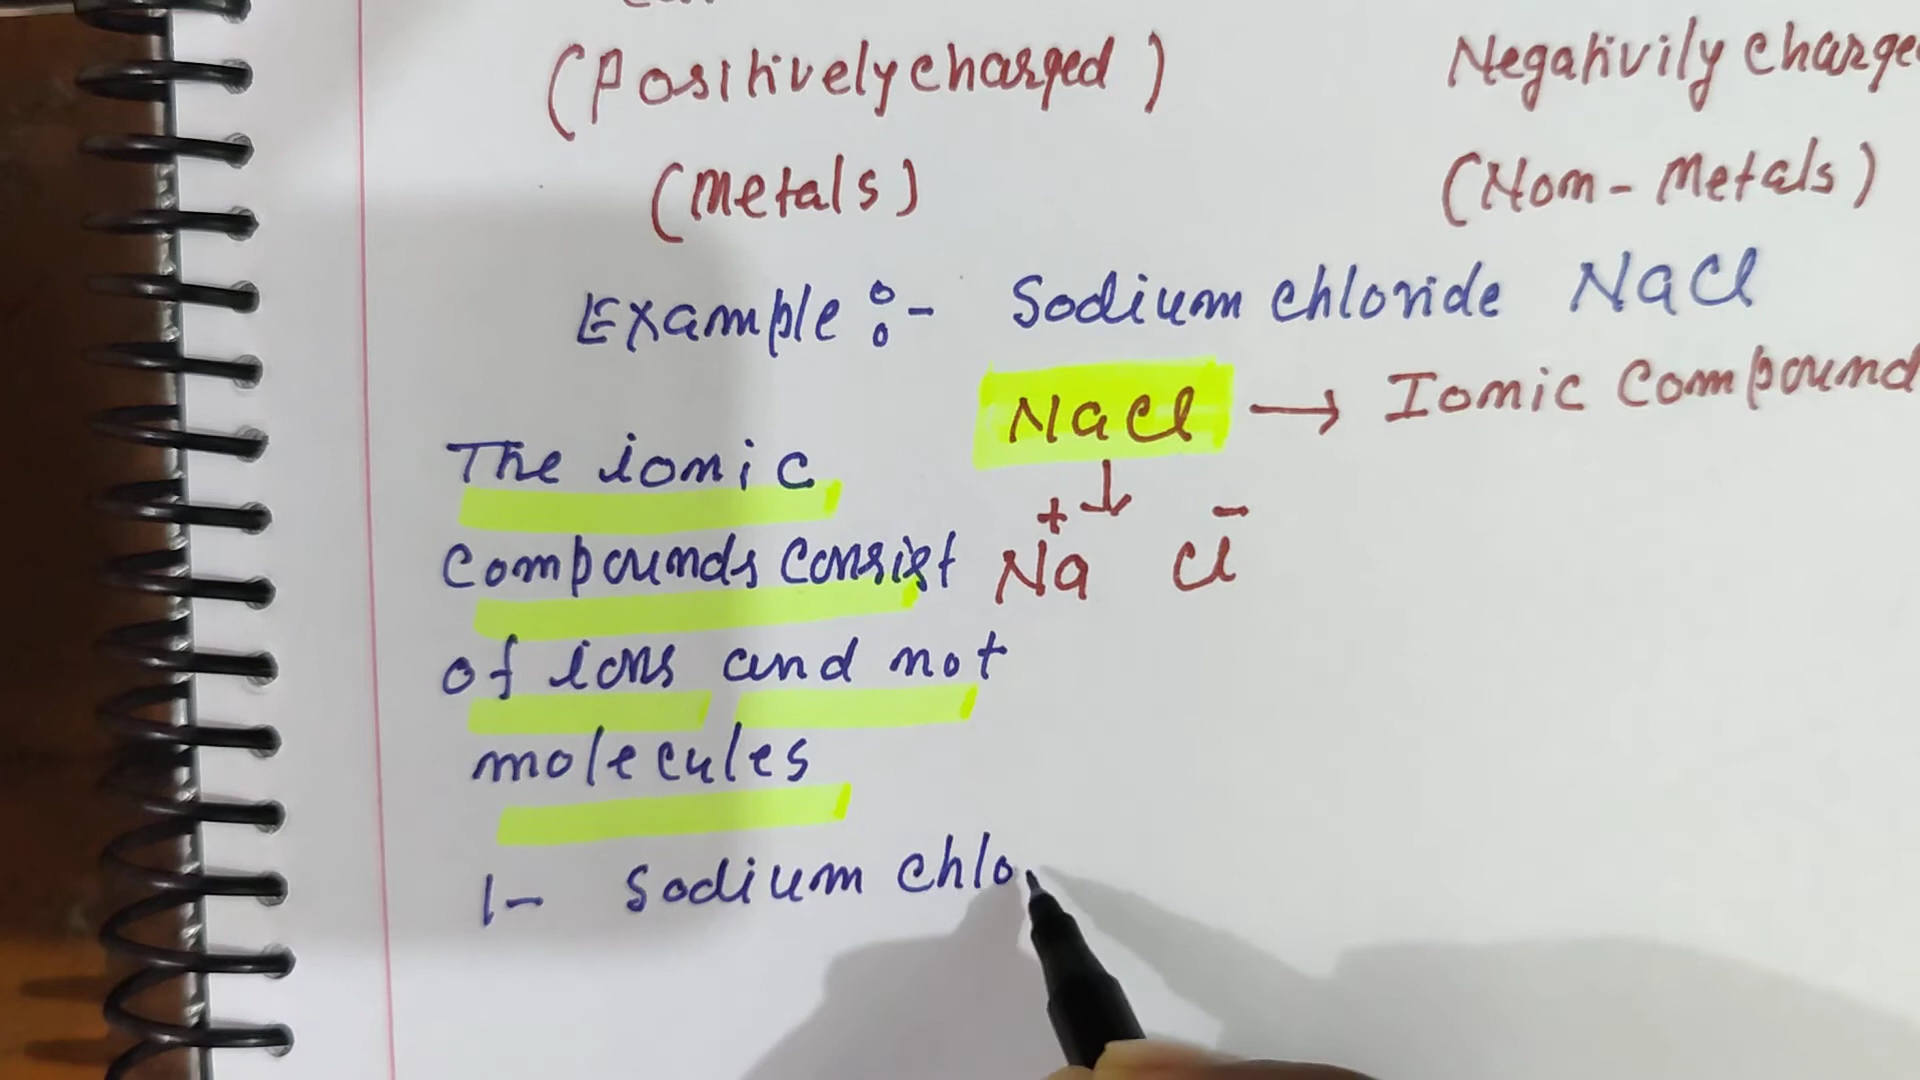 (Positively charged)
Negativily charge
(Metals)
(Non-Metals)
Example :- Sodium chloride NaCl
NaCl → Ionic Compound
The ionic
compounds consist
of ions and not
molecules
Na+ Cl-
1- Sodium chlo